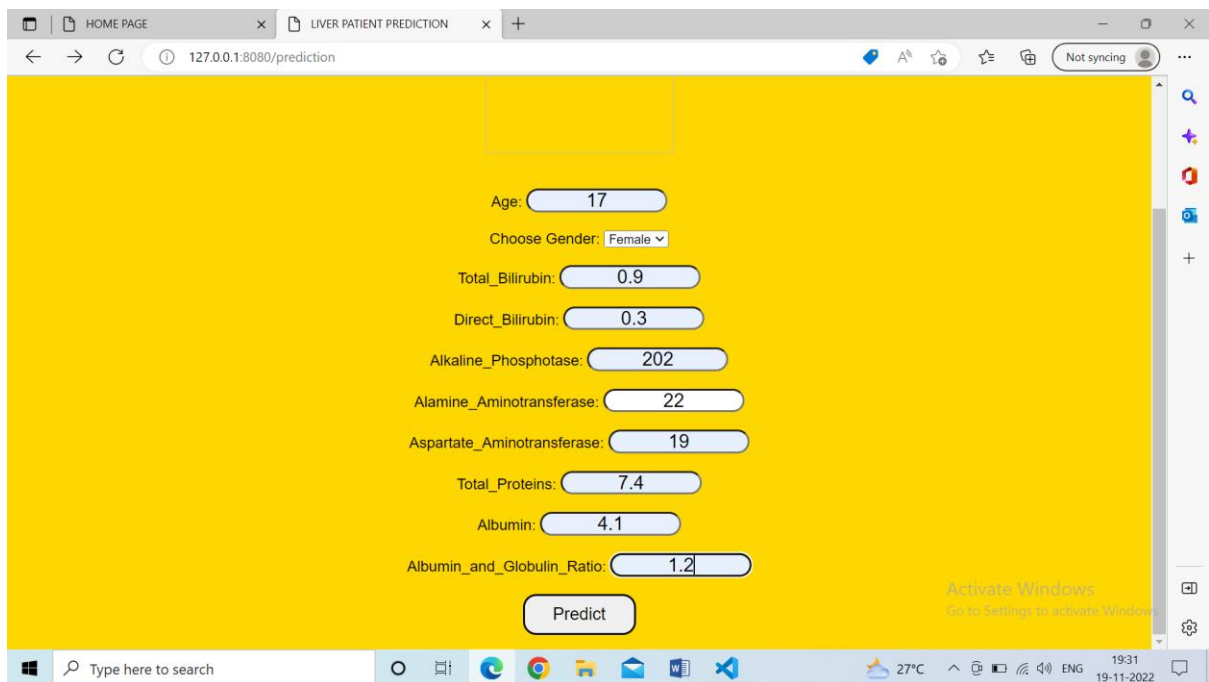 HOME PAGE
LIVER PATIENT PREDICTION
127.0.0.1:8080/prediction
Not syncing
Age: 17
Choose Gender: Female
Total_Bilirubin: 0.9
Direct_Bilirubin: 0.3
Alkaline_Phosphotase: 202
Alamine_Aminotransferase: 22
Aspartate_Aminotransferase: 19
Total_Proteins: 7.4
Albumin: 4.1
Albumin_and_Globulin_Ratio: 1.2
Predict
Activate Windows
Go to Settings to activate Windows.
Type here to search
27°C
ENG
19:31
19-11-2022